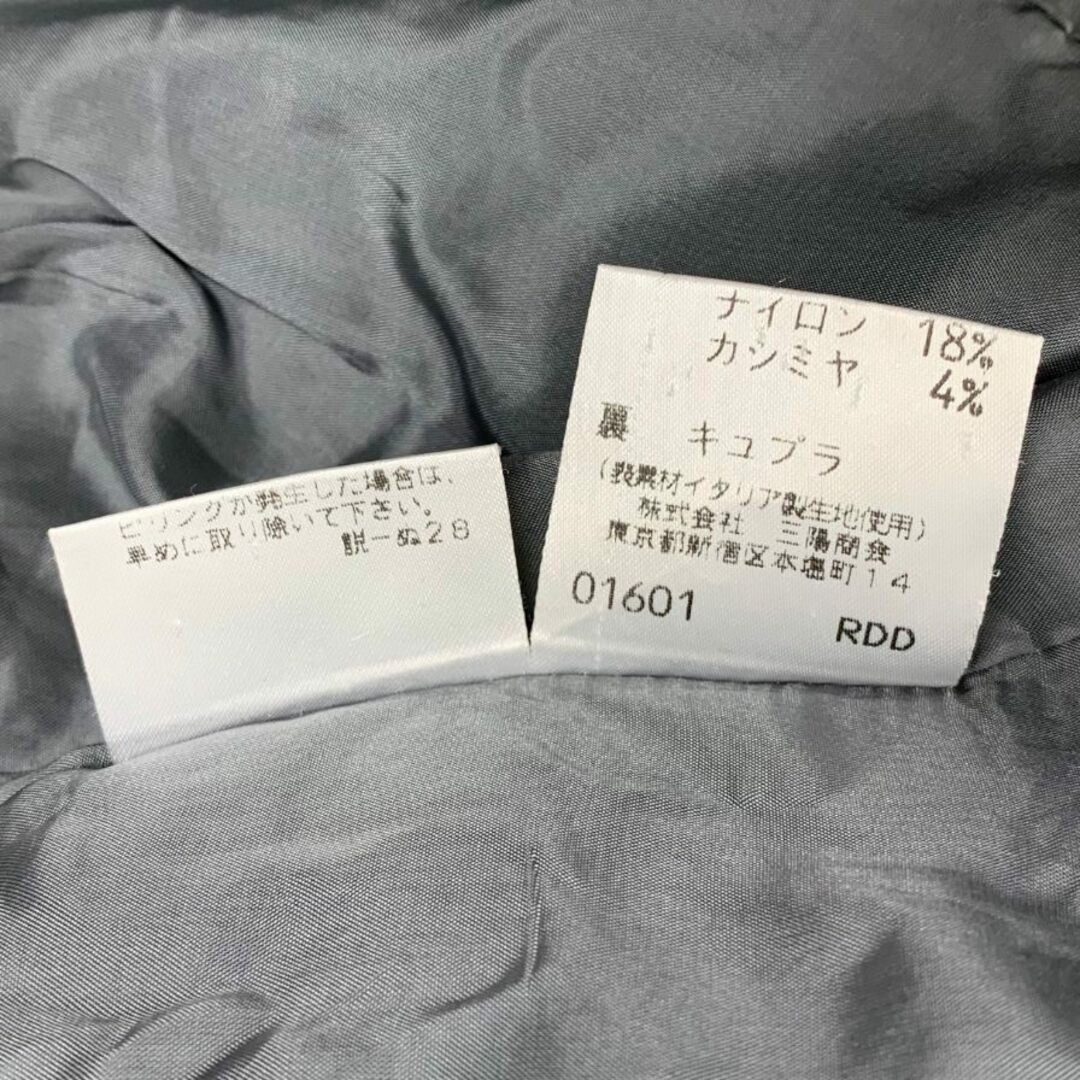 ピリングが発生した場合は、
早めに取り除いて下さい。
説ーぬ28
ナイロン 18%
カシミヤ 4%
裏 キュプラ
(表素材イタリア製生地使用)
株式会社 三陽商会
東京都新宿区本塩町14
01601 RDD